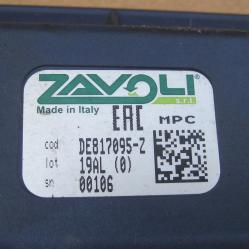 ZAVOLI
s.r.l.
Made in Italy
EAC MPC
cod DE817095-Z
lot 19AL (0)
sn 00106